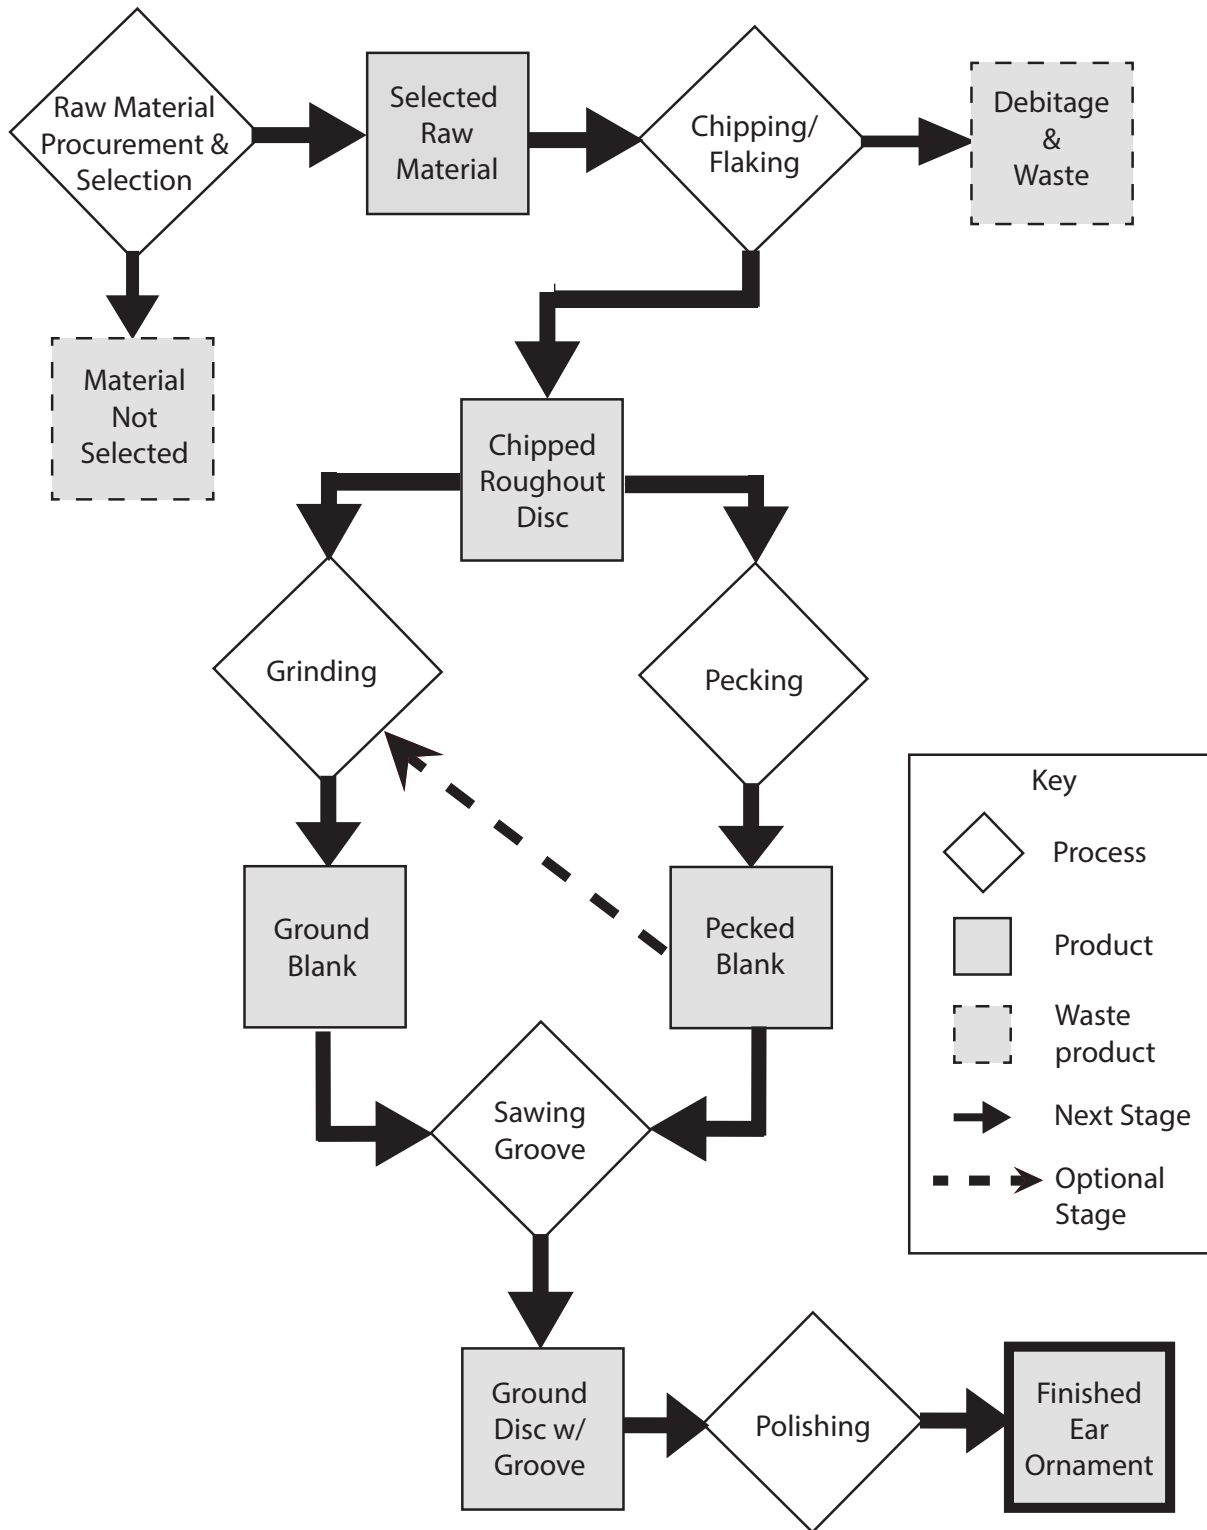 Raw Material
Procurement &
Selection
Selected
Raw
Material
Chipping/
Flaking
Debitage
&
Waste
Material
Not
Selected
Chipped
Roughout
Disc
Grinding
Pecking
Ground
Blank
Pecked
Blank
Sawing
Groove
Ground
Disc w/
Groove
Polishing
Finished
Ear
Ornament
Key
Process
Product
Waste
product
Next Stage
Optional
Stage